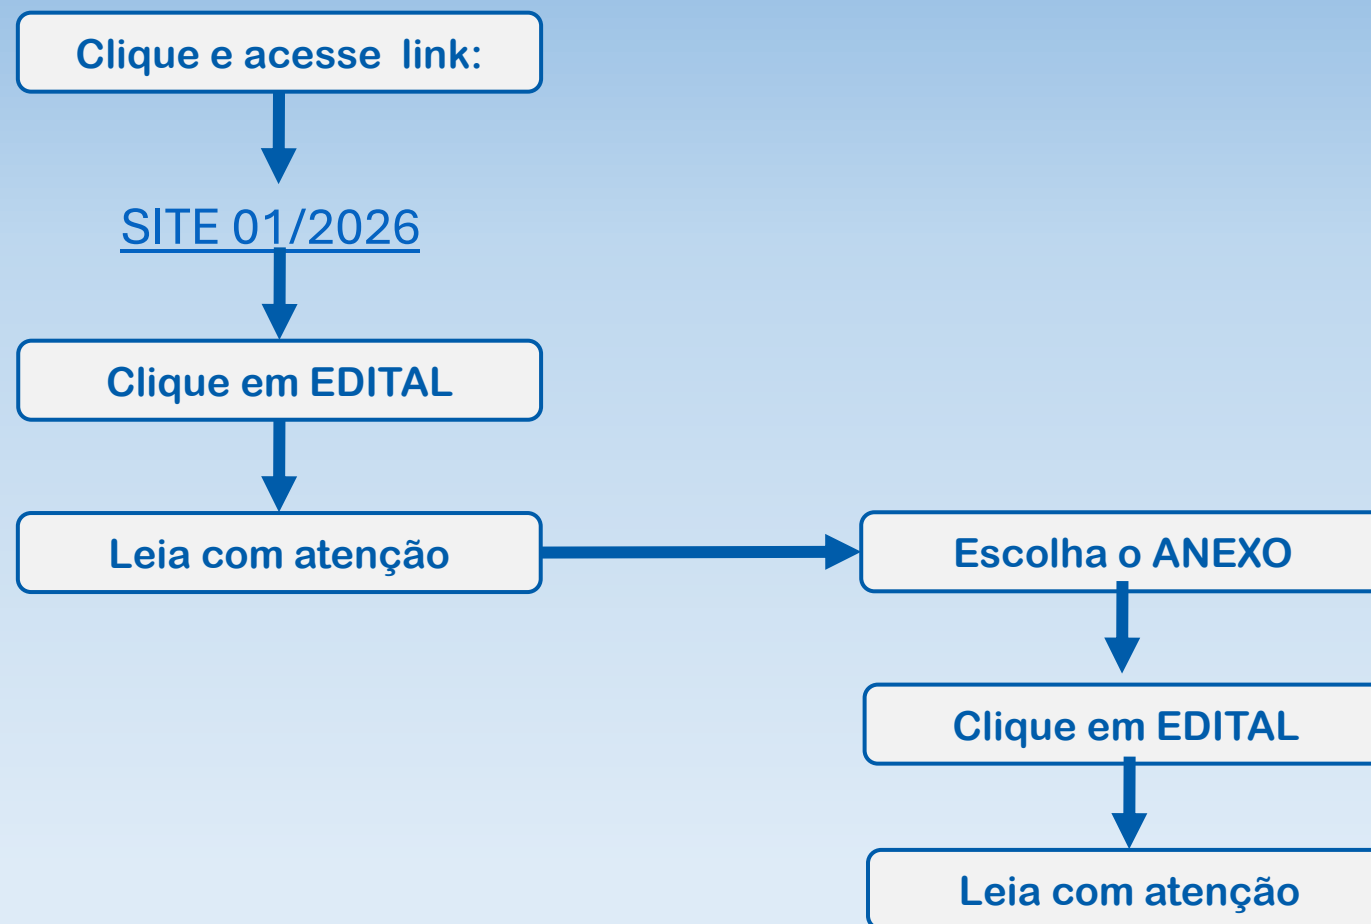 Clique e acesse  link:
SITE 01/2026
Clique em EDITAL
Leia com atenção
Escolha o ANEXO
Clique em EDITAL
Leia com atenção